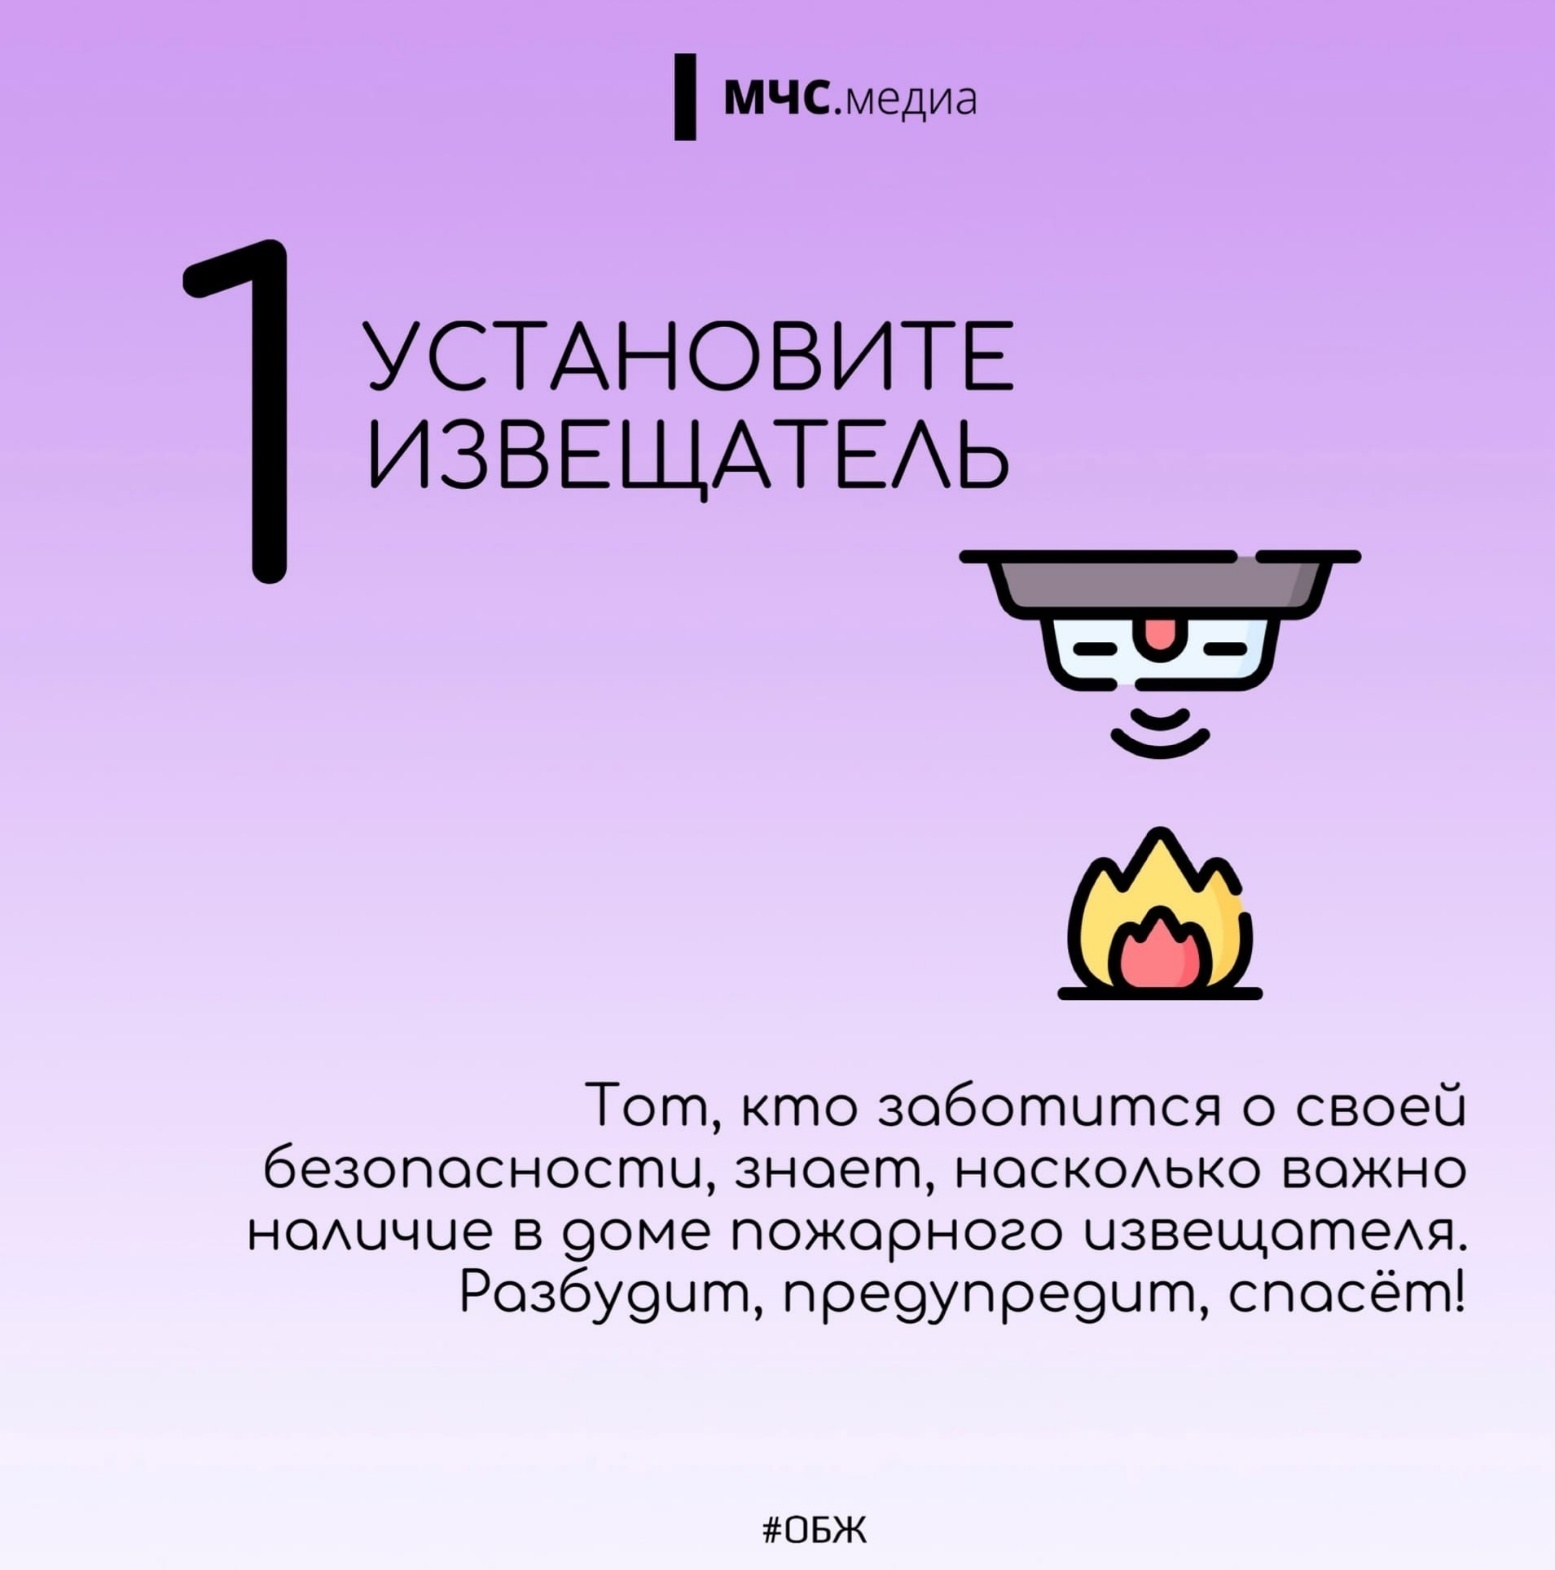 МЧС.медиа
1
УСТАНОВИТЕ
ИЗВЕЩАТЕЛЬ
Тот, кто заботится о своей
безопасности, знает, насколько важно
наличие в доме пожарного извещателя.
Разбудит, предупредит, спасёт!
#ОБЖ